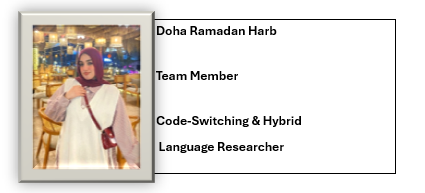 Doha Ramadan Harb
Team Member
Code-Switching & Hybrid
Language Researcher